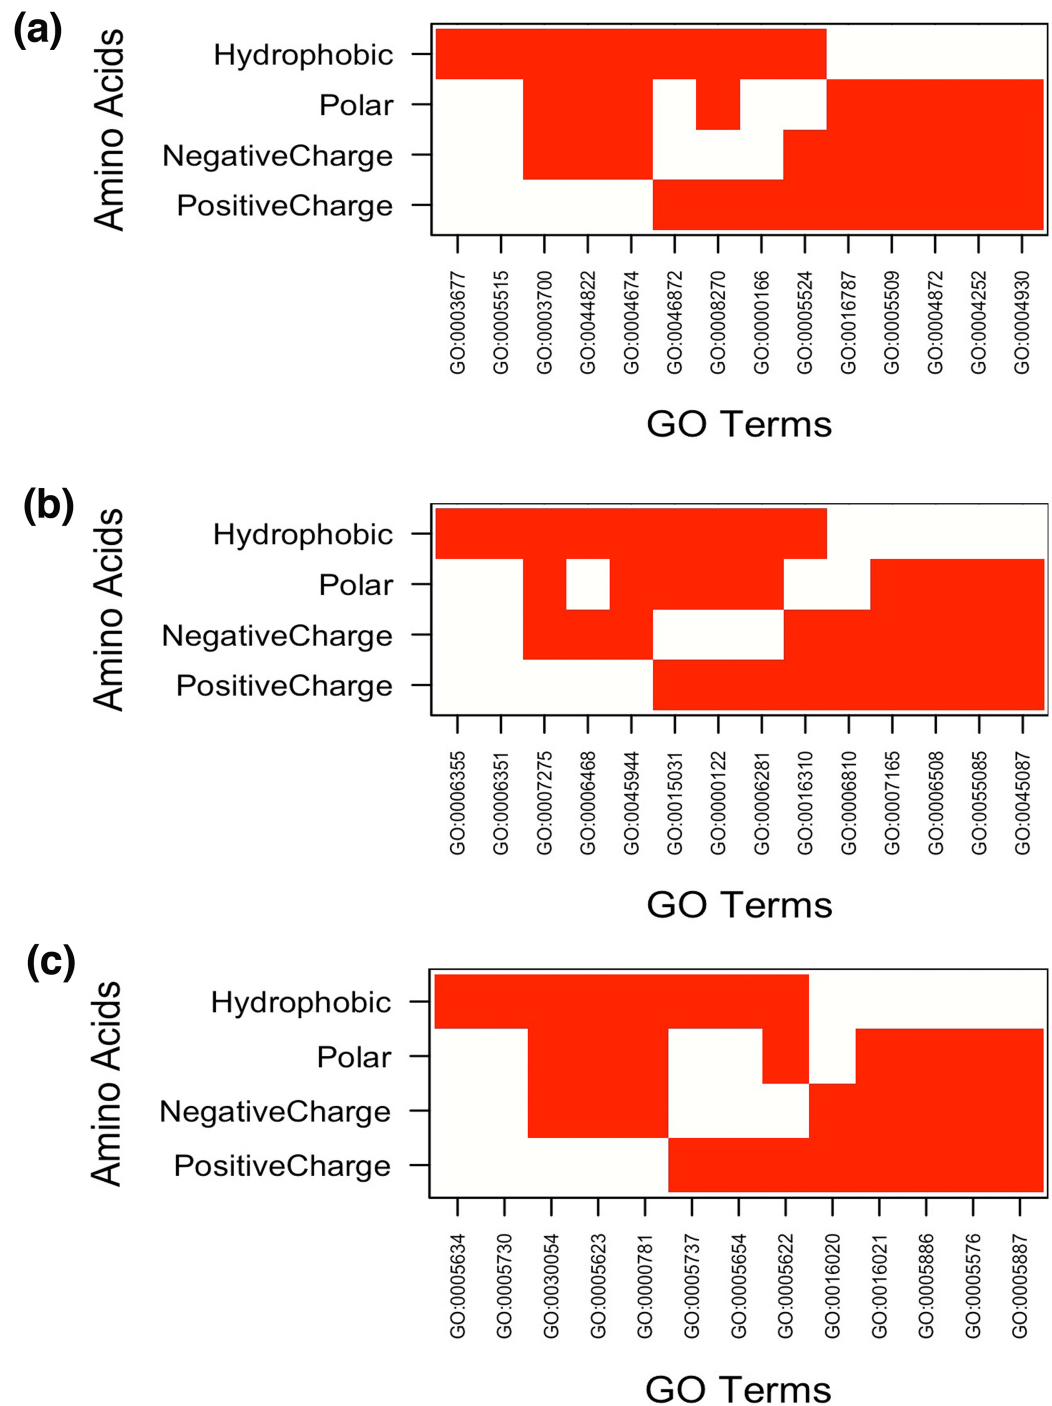 (a)
Amino Acids
Hydrophobic
Polar
NegativeCharge
PositiveCharge
GO:0003677
GO:0005515
GO:0003700
GO:0044822
GO:0004674
GO:0046872
GO:0008270
GO:0000166
GO:0005524
GO:0016787
GO:0005509
GO:0004872
GO:0004252
GO:0004930
GO Terms
(b)
Amino Acids
Hydrophobic
Polar
NegativeCharge
PositiveCharge
GO:0006355
GO:0006351
GO:0007275
GO:0006468
GO:0045944
GO:0015031
GO:0000122
GO:0006281
GO:0016310
GO:0006810
GO:0007165
GO:0006508
GO:0055085
GO:0045087
GO Terms
(c)
Amino Acids
Hydrophobic
Polar
NegativeCharge
PositiveCharge
GO:0005634
GO:0005730
GO:0030054
GO:0005623
GO:0000781
GO:0005737
GO:0005654
GO:0005622
GO:0016020
GO:0016021
GO:0005886
GO:0005576
GO:0005887
GO Terms